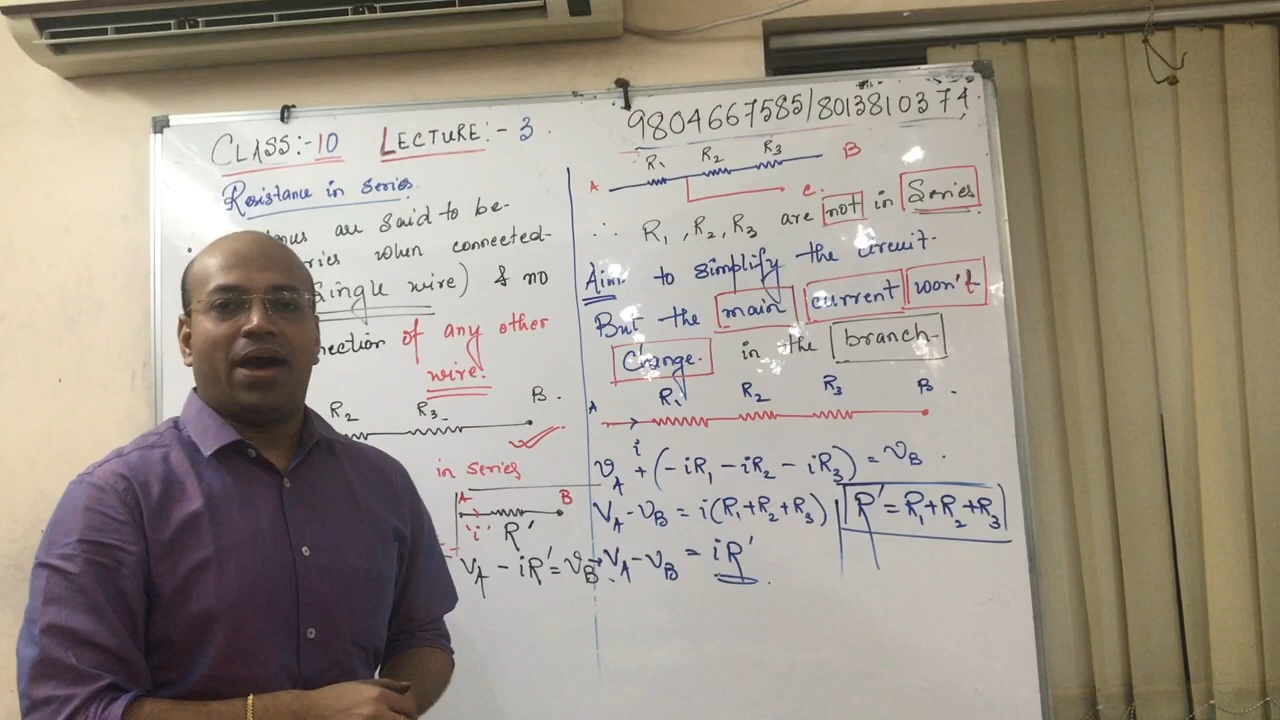 CLASS:-10 LECTURE:- 3.
Resistance in series.
are said to be-
when connected-
Single wire) & no
of any other
wire.
R2 R3 B.
in series
A B
'i' R'
VA - iR' = VB
9804667585/8013810374
R1 R2 R3 B
A C.
∴ R1, R2, R3 are not in Series
Aim to simplify the circuit.
But the main current won't
Change. in the branch-
A R1 R2 R3 B.
i
VA + (-iR1 - iR2 - iR3) = VB.
VA - VB = i(R1+R2+R3)
R' = R1+R2+R3
→ VA - VB = iR'.